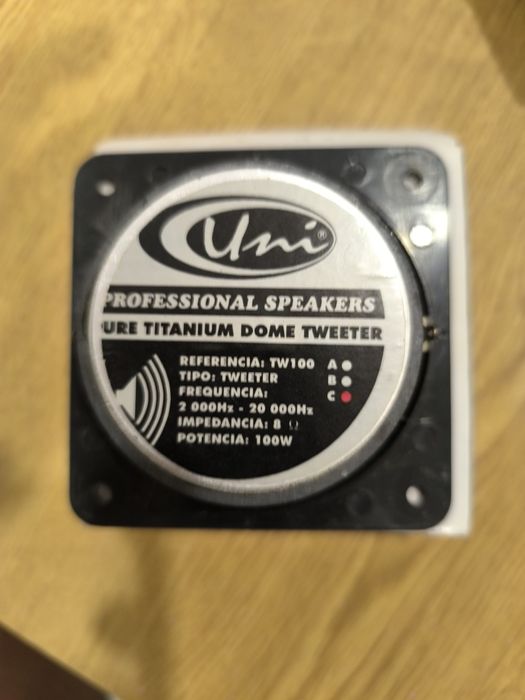 Uni®
PROFESSIONAL SPEAKERS
URE TITANIUM DOME TWEETER
REFERENCIA: TW100 A
TIPO: TWEETER B
FREQUENCIA: C
2 000Hz - 20 000Hz
IMPEDANCIA: 8 Ω
POTENCIA: 100W